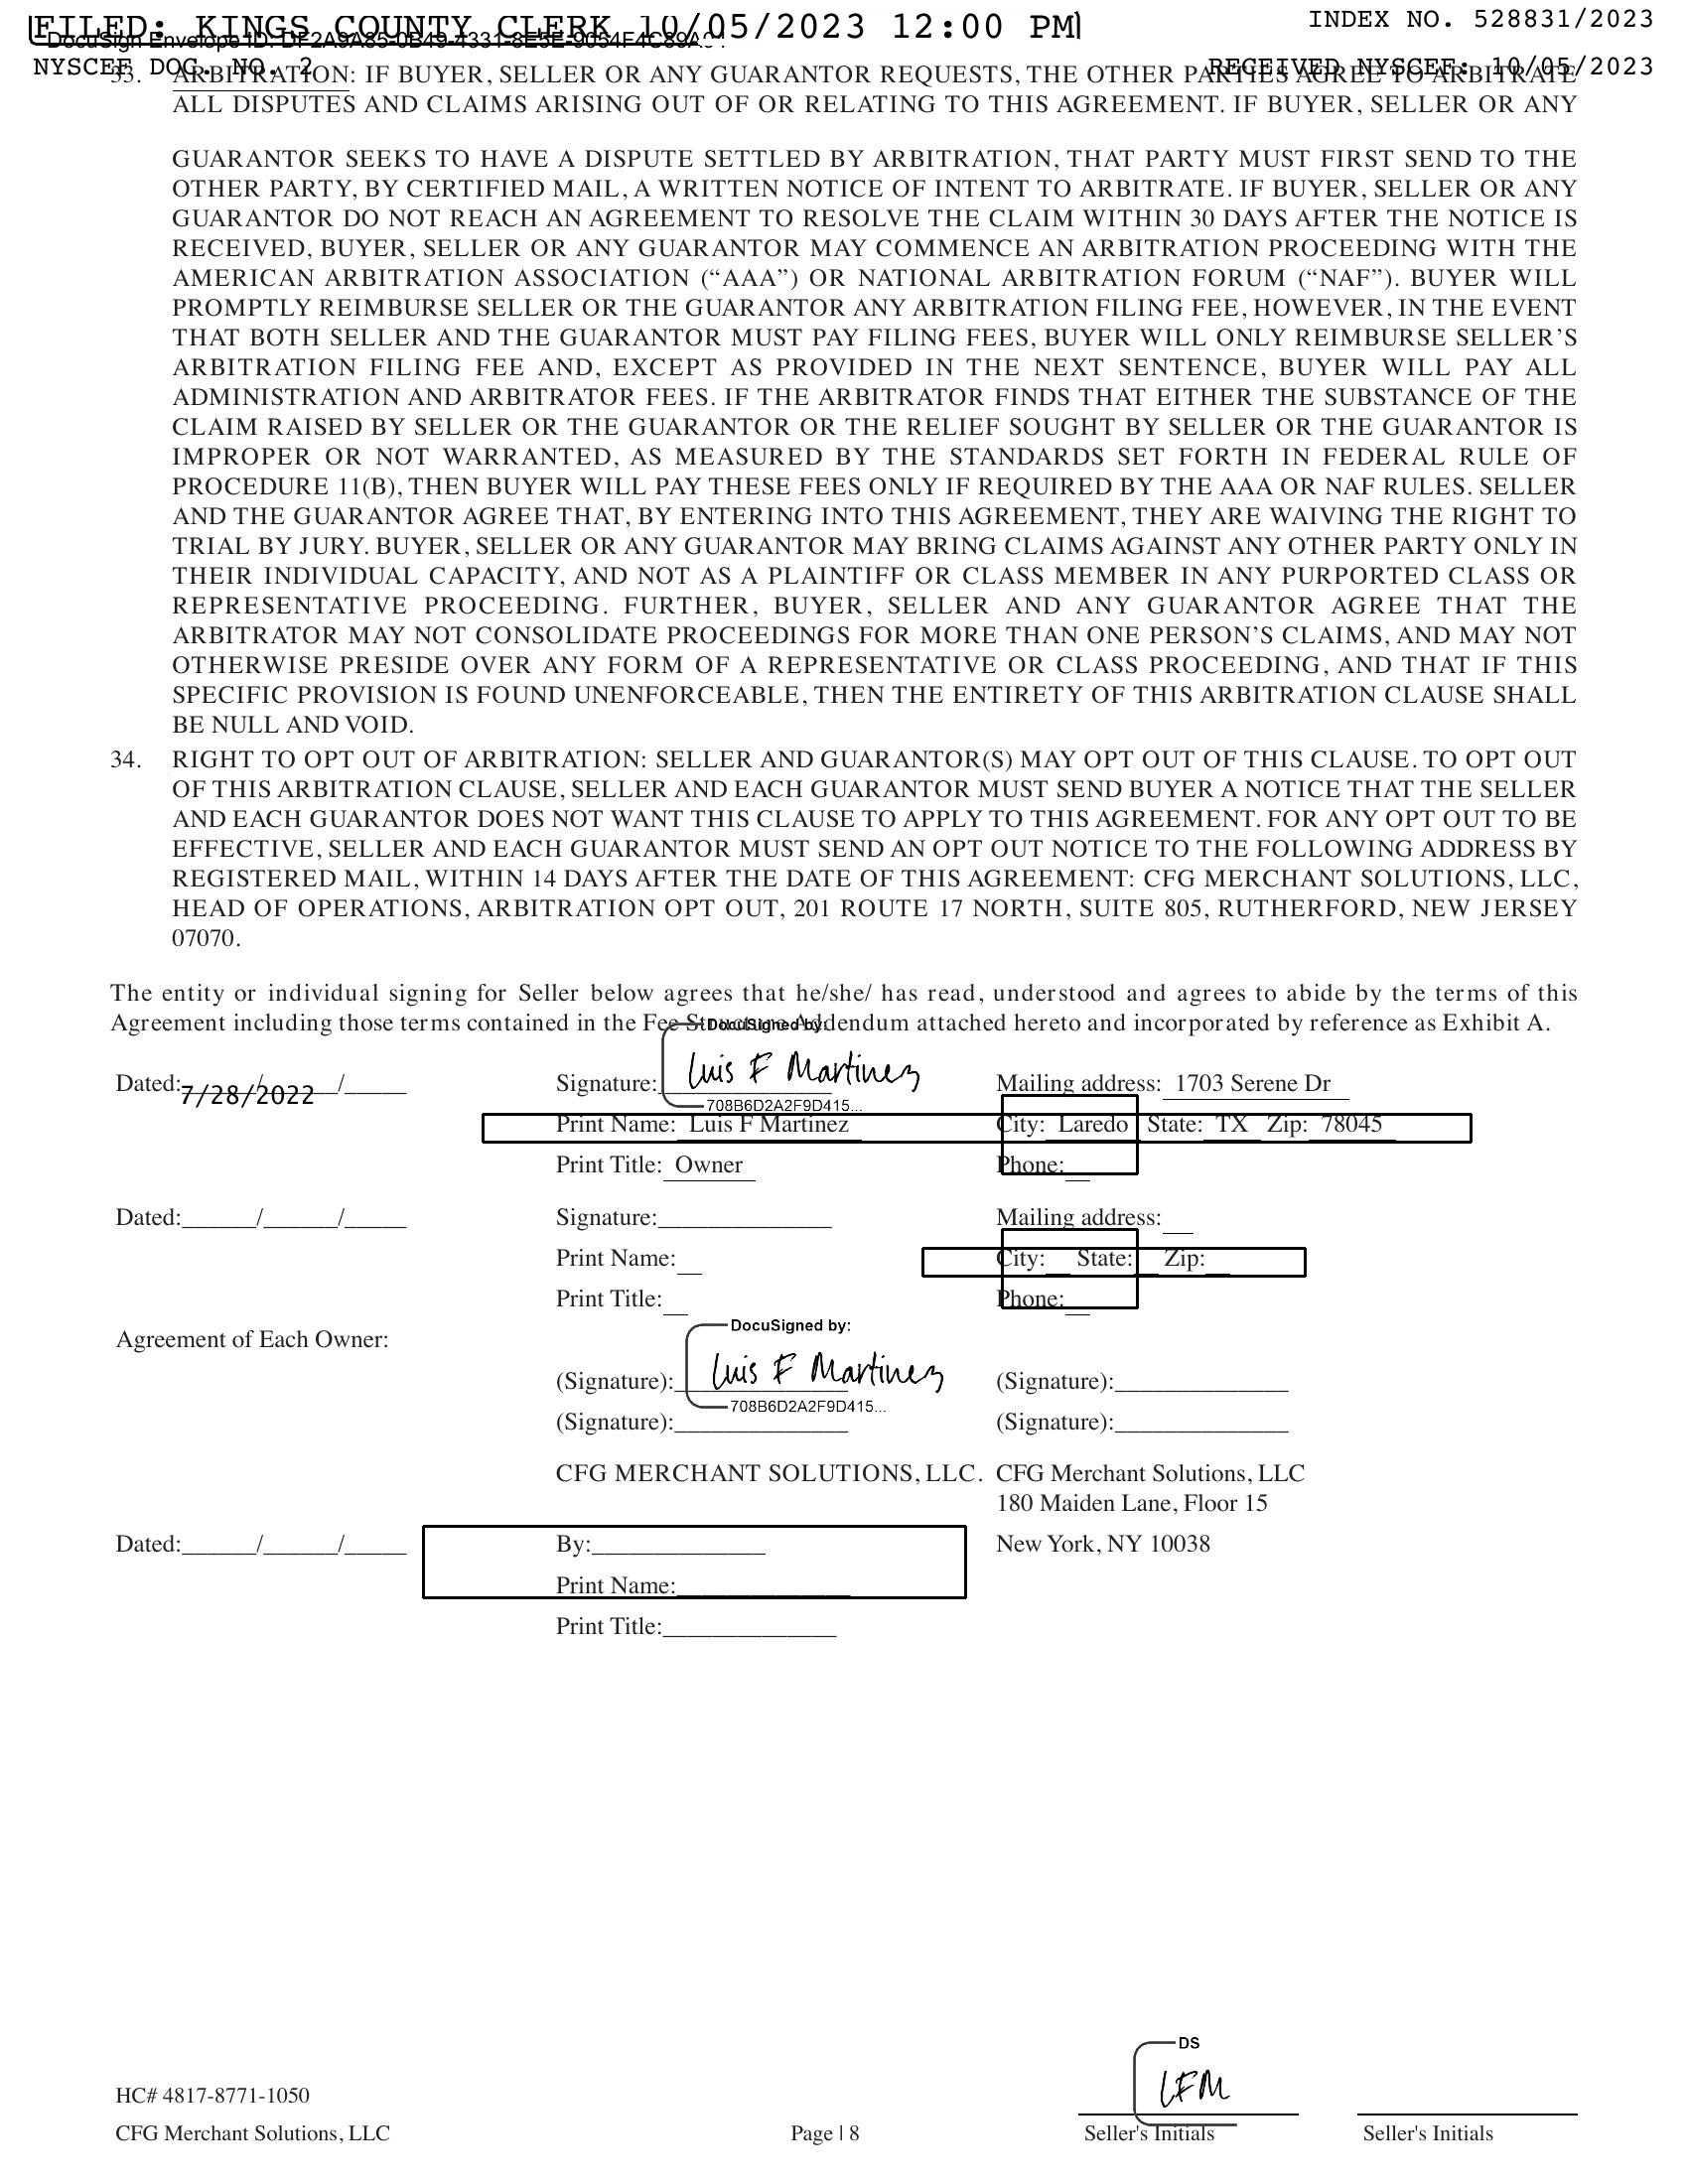 FILED: KINGS COUNTY CLERK 10/05/2023 12:00 PM
INDEX NO. 528831/2023
DocuSign Envelope ID: DF2A9A85-0B49-4331-8E5E-9054F4C89A
NYSCEF DOC. NO. 2
RECEIVED NYSCEF: 10/05/2023
33. ARBITRATION: IF BUYER, SELLER OR ANY GUARANTOR REQUESTS, THE OTHER PARTIES AGREE TO ARBITRATE
ALL DISPUTES AND CLAIMS ARISING OUT OF OR RELATING TO THIS AGREEMENT. IF BUYER, SELLER OR ANY
GUARANTOR SEEKS TO HAVE A DISPUTE SETTLED BY ARBITRATION, THAT PARTY MUST FIRST SEND TO THE
OTHER PARTY, BY CERTIFIED MAIL, A WRITTEN NOTICE OF INTENT TO ARBITRATE. IF BUYER, SELLER OR ANY
GUARANTOR DO NOT REACH AN AGREEMENT TO RESOLVE THE CLAIM WITHIN 30 DAYS AFTER THE NOTICE IS
RECEIVED, BUYER, SELLER OR ANY GUARANTOR MAY COMMENCE AN ARBITRATION PROCEEDING WITH THE
AMERICAN ARBITRATION ASSOCIATION (“AAA”) OR NATIONAL ARBITRATION FORUM (“NAF”). BUYER WILL
PROMPTLY REIMBURSE SELLER OR THE GUARANTOR ANY ARBITRATION FILING FEE, HOWEVER, IN THE EVENT
THAT BOTH SELLER AND THE GUARANTOR MUST PAY FILING FEES, BUYER WILL ONLY REIMBURSE SELLER’S
ARBITRATION FILING FEE AND, EXCEPT AS PROVIDED IN THE NEXT SENTENCE, BUYER WILL PAY ALL
ADMINISTRATION AND ARBITRATOR FEES. IF THE ARBITRATOR FINDS THAT EITHER THE SUBSTANCE OF THE
CLAIM RAISED BY SELLER OR THE GUARANTOR OR THE RELIEF SOUGHT BY SELLER OR THE GUARANTOR IS
IMPROPER OR NOT WARRANTED, AS MEASURED BY THE STANDARDS SET FORTH IN FEDERAL RULE OF
PROCEDURE 11(B), THEN BUYER WILL PAY THESE FEES ONLY IF REQUIRED BY THE AAA OR NAF RULES. SELLER
AND THE GUARANTOR AGREE THAT, BY ENTERING INTO THIS AGREEMENT, THEY ARE WAIVING THE RIGHT TO
TRIAL BY JURY. BUYER, SELLER OR ANY GUARANTOR MAY BRING CLAIMS AGAINST ANY OTHER PARTY ONLY IN
THEIR INDIVIDUAL CAPACITY, AND NOT AS A PLAINTIFF OR CLASS MEMBER IN ANY PURPORTED CLASS OR
REPRESENTATIVE PROCEEDING. FURTHER, BUYER, SELLER AND ANY GUARANTOR AGREE THAT THE
ARBITRATOR MAY NOT CONSOLIDATE PROCEEDINGS FOR MORE THAN ONE PERSON’S CLAIMS, AND MAY NOT
OTHERWISE PRESIDE OVER ANY FORM OF A REPRESENTATIVE OR CLASS PROCEEDING, AND THAT IF THIS
SPECIFIC PROVISION IS FOUND UNENFORCEABLE, THEN THE ENTIRETY OF THIS ARBITRATION CLAUSE SHALL
BE NULL AND VOID.
34. RIGHT TO OPT OUT OF ARBITRATION: SELLER AND GUARANTOR(S) MAY OPT OUT OF THIS CLAUSE. TO OPT OUT
OF THIS ARBITRATION CLAUSE, SELLER AND EACH GUARANTOR MUST SEND BUYER A NOTICE THAT THE SELLER
AND EACH GUARANTOR DOES NOT WANT THIS CLAUSE TO APPLY TO THIS AGREEMENT. FOR ANY OPT OUT TO BE
EFFECTIVE, SELLER AND EACH GUARANTOR MUST SEND AN OPT OUT NOTICE TO THE FOLLOWING ADDRESS BY
REGISTERED MAIL, WITHIN 14 DAYS AFTER THE DATE OF THIS AGREEMENT: CFG MERCHANT SOLUTIONS, LLC,
HEAD OF OPERATIONS, ARBITRATION OPT OUT, 201 ROUTE 17 NORTH, SUITE 805, RUTHERFORD, NEW JERSEY
07070.
The entity or individual signing for Seller below agrees that he/she/ has read, understood and agrees to abide by the terms of this
Agreement including those terms contained in the Fee Structure Addendum attached hereto and incorporated by reference as Exhibit A.
DocuSigned by:
Dated:______/______/_____ 7/28/2022 Signature: Luis F Martinez Mailing address: 1703 Serene Dr
708B6D2A2F9D415...
Print Name: Luis F Martinez City: Laredo State: TX Zip: 78045
Print Title: Owner Phone:__
Dated:______/______/_____ Signature:______________ Mailing address:__
Print Name:__ City:__ State:__ Zip:__
Print Title:__ Phone:__
DocuSigned by:
Agreement of Each Owner:
(Signature): Luis F Martinez (Signature):______________
708B6D2A2F9D415...
(Signature):______________ (Signature):______________
CFG MERCHANT SOLUTIONS, LLC. CFG Merchant Solutions, LLC
180 Maiden Lane, Floor 15
Dated:______/______/_____ By:______________ New York, NY 10038
Print Name:______________
Print Title:______________
DS
LFM
HC# 4817-8771-1050
CFG Merchant Solutions, LLC Page | 8 Seller's Initials Seller's Initials